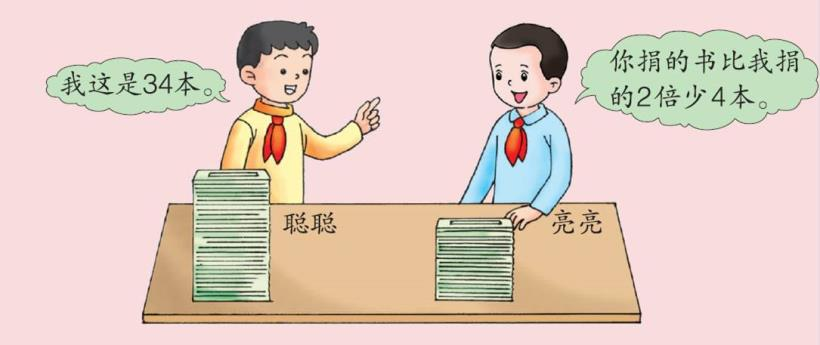 我这是34本。
你捐的书比我捐
的2倍少4本。
聪聪
亮亮